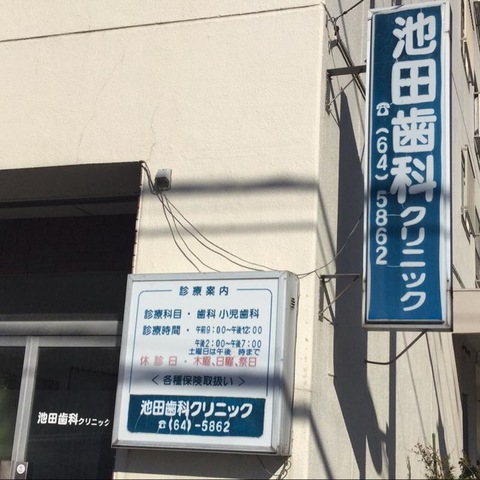 池田歯科クリニック
☎(64)5862
診療案内
診療科目・歯科 小児歯科
診療時間・午前9:00〜午後12:00
午後2:00〜午後7:00
土曜日は午後 時まで
休診日・木曜、日曜、祭日
<各種保険取扱い>
池田歯科クリニック
☎(64)-5862
池田歯科クリニック